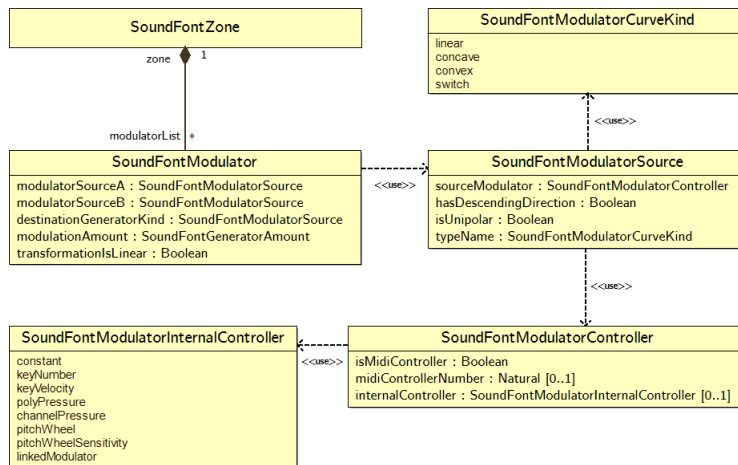 SoundFontZone
zone
1
modulatorList
*
SoundFontModulator
modulatorSourceA : SoundFontModulatorSource
modulatorSourceB : SoundFontModulatorSource
destinationGeneratorKind : SoundFontModulatorSource
modulationAmount : SoundFontGeneratorAmount
transformationIsLinear : Boolean
<<use>>
SoundFontModulatorCurveKind
linear
concave
convex
switch
<<use>>
SoundFontModulatorSource
sourceModulator : SoundFontModulatorController
hasDescendingDirection : Boolean
isUnipolar : Boolean
typeName : SoundFontModulatorCurveKind
<<use>>
SoundFontModulatorController
isMidiController : Boolean
midiControllerNumber : Natural [0..1]
internalController : SoundFontModulatorInternalController [0..1]
<<use>>
SoundFontModulatorInternalController
constant
keyNumber
keyVelocity
polyPressure
channelPressure
pitchWheel
pitchWheelSensitivity
linkedModulator